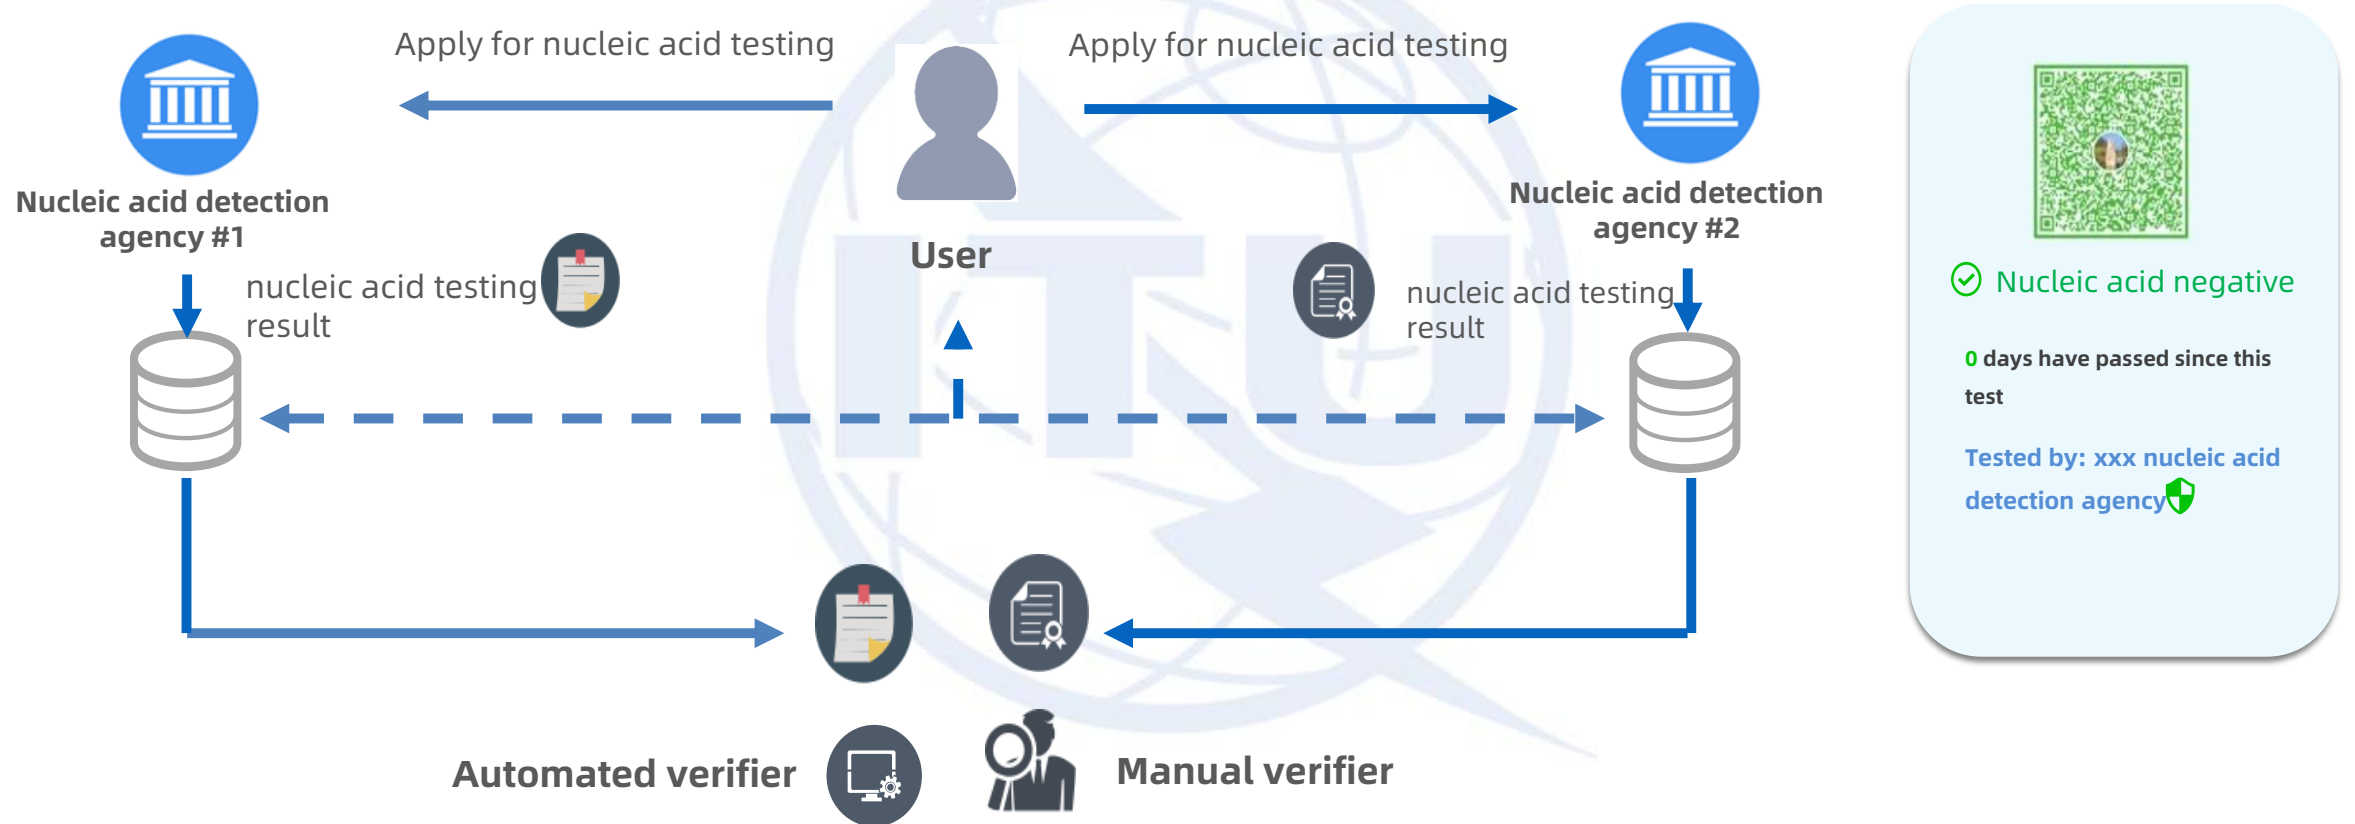 Apply for nucleic acid testing
Apply for nucleic acid testing
Nucleic acid detection
agency #1
User
Nucleic acid detection
agency #2
nucleic acid testing
result
nucleic acid testing
result
ITU
Automated verifier
Manual verifier
Nucleic acid negative
0 days have passed since this
test
Tested by: xxx nucleic acid
detection agency